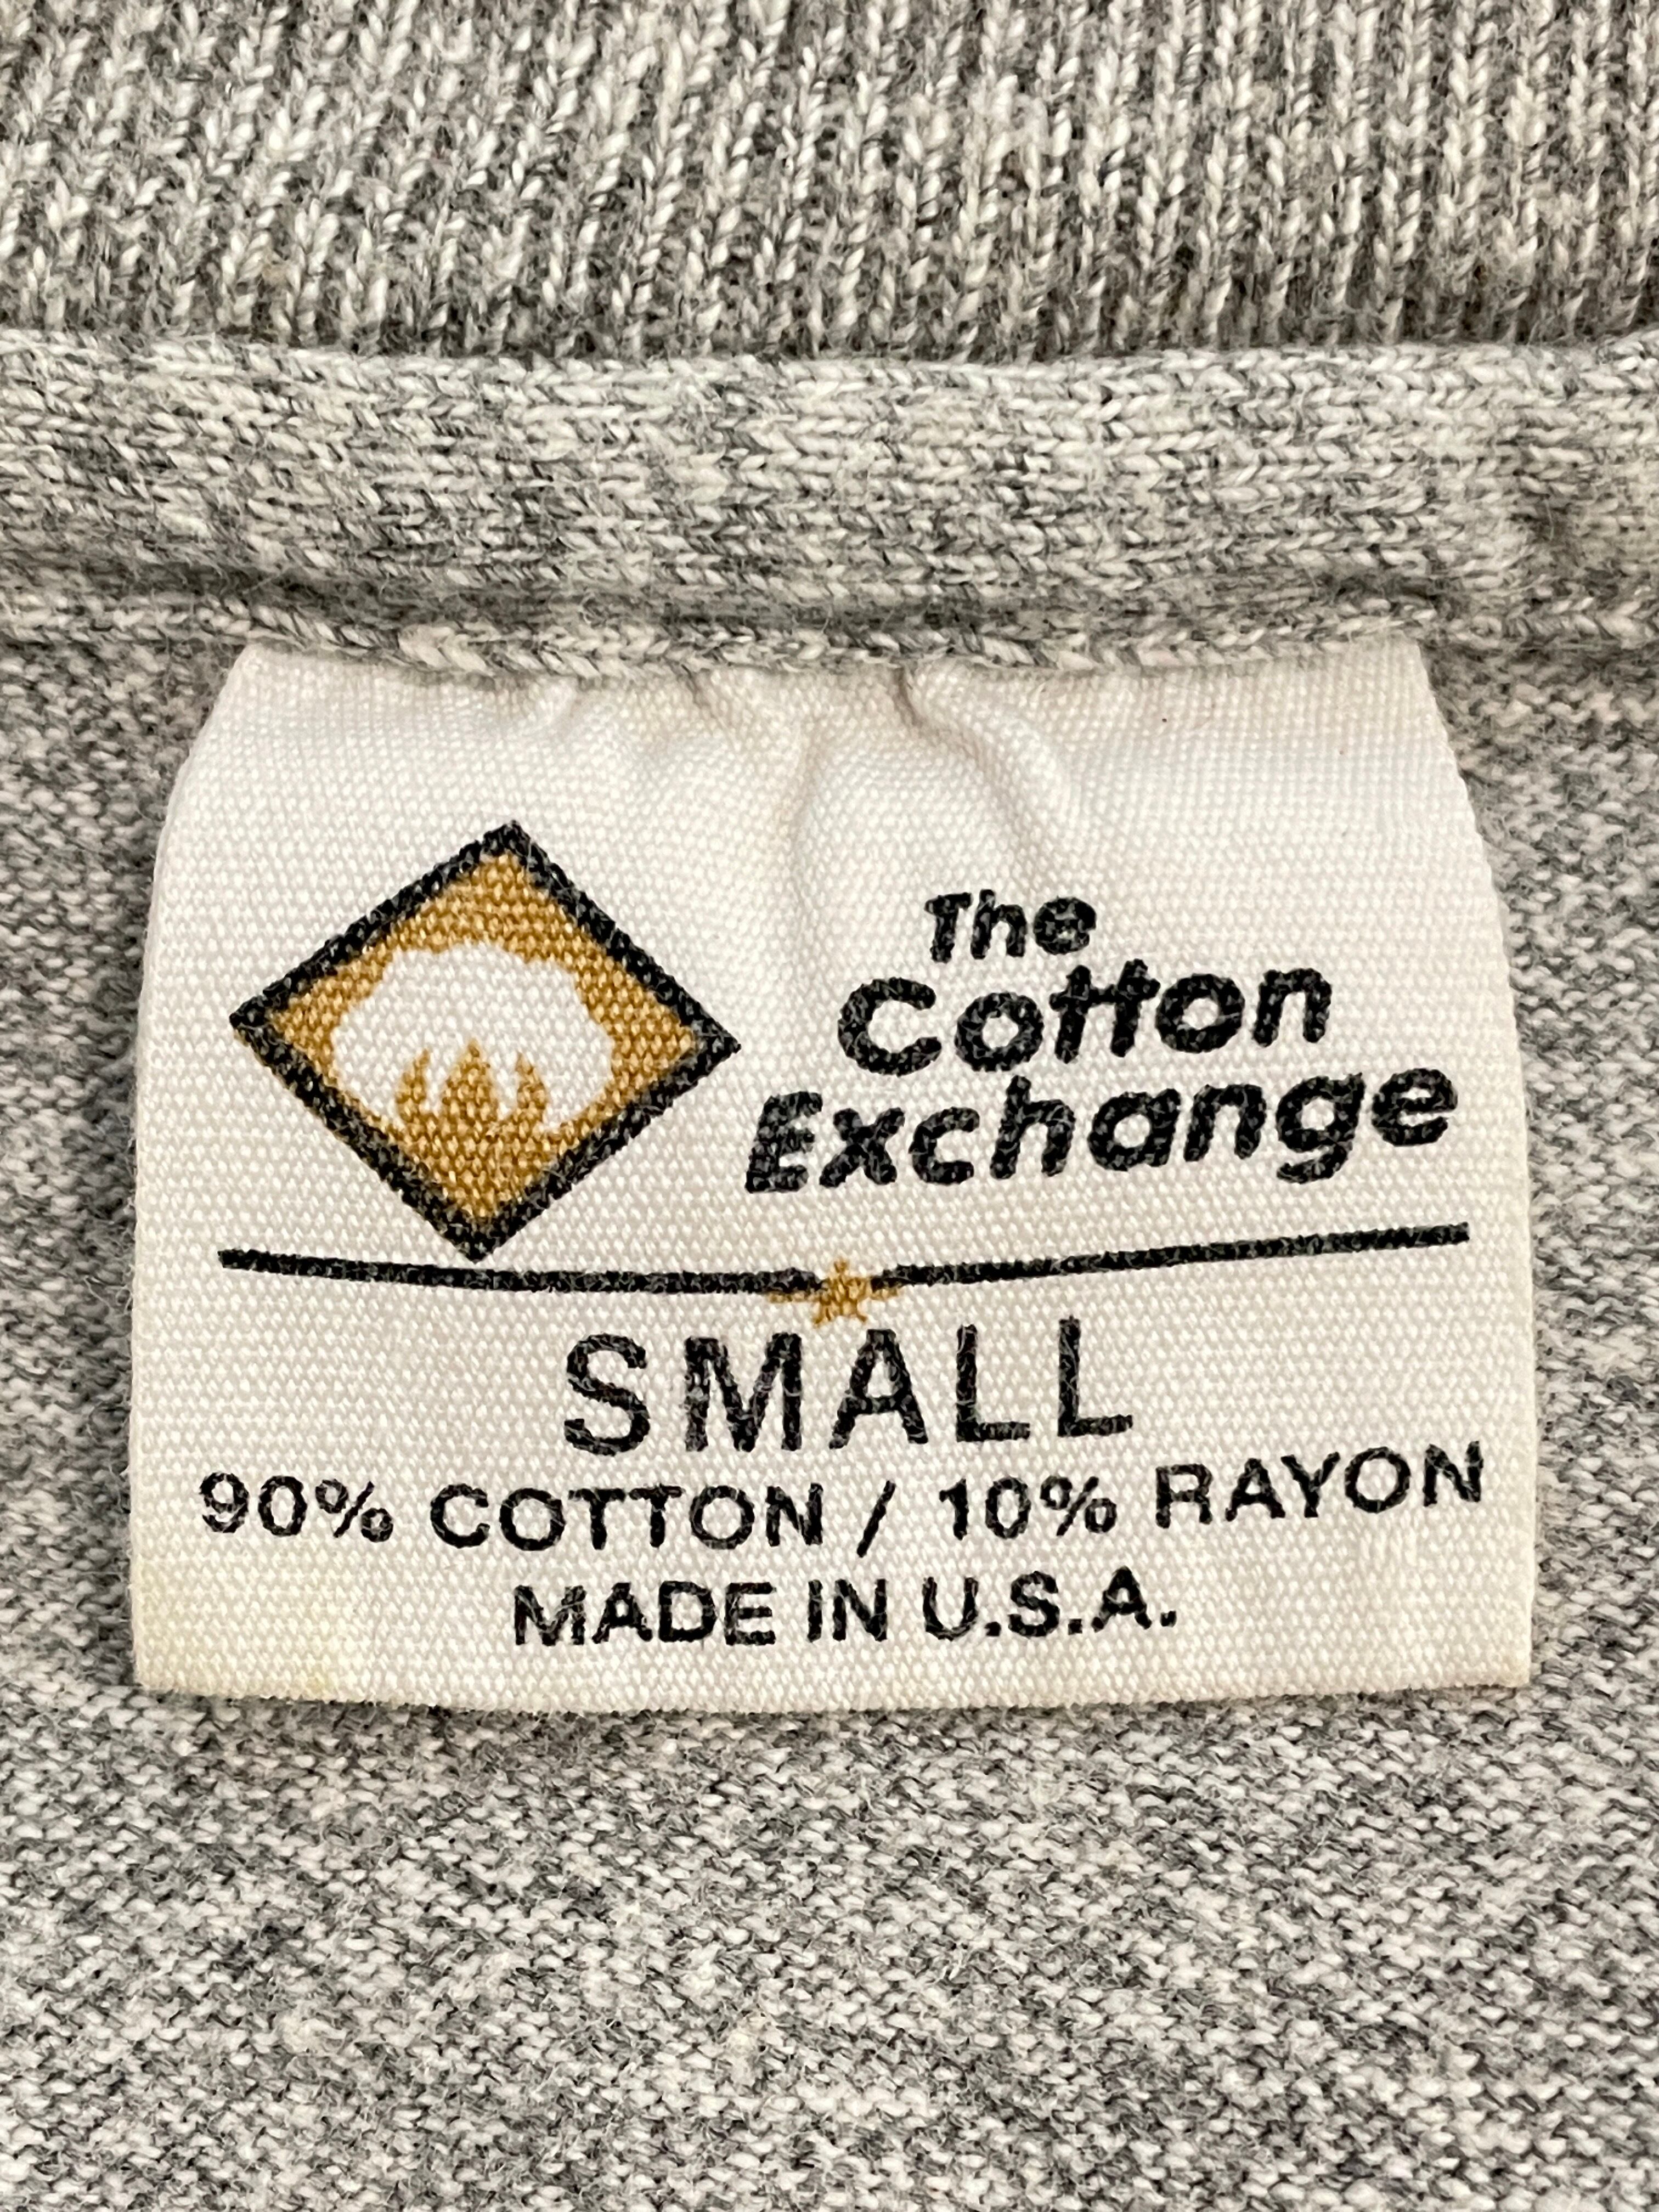 The
Cotton
Exchange
SMALL
90% COTTON / 10% RAYON
MADE IN U.S.A.